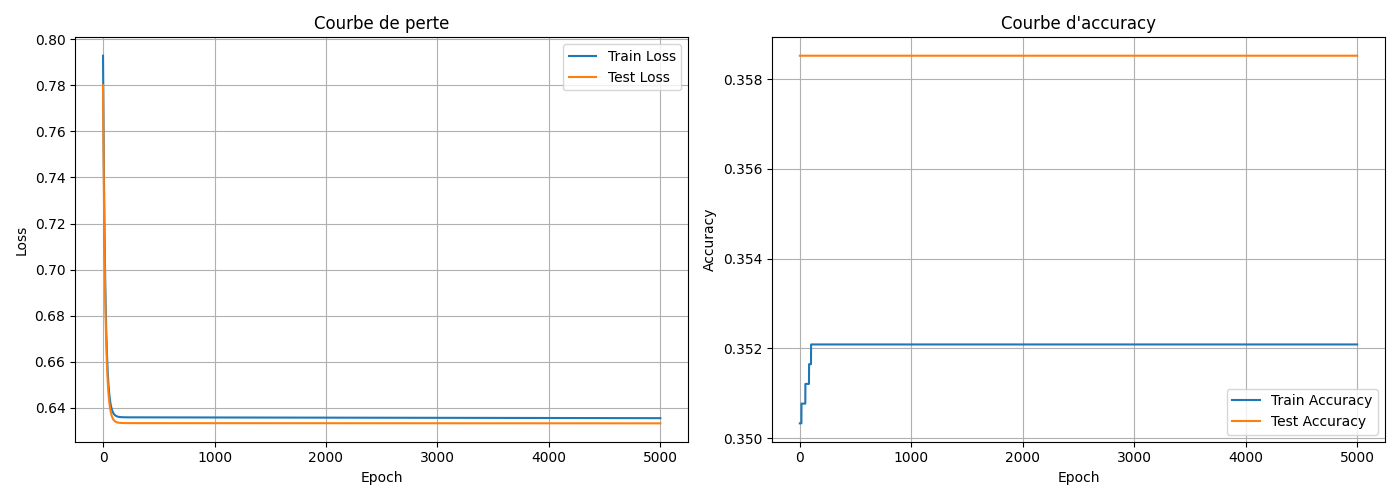 Courbe de perte
0.80
0.78
0.76
0.74
0.72
0.70
0.68
0.66
0.64
Loss
Train Loss
Test Loss
0
1000
2000
3000
4000
5000
Epoch
Courbe d'accuracy
0.358
0.356
0.354
0.352
0.350
Accuracy
Train Accuracy
Test Accuracy
0
1000
2000
3000
4000
5000
Epoch